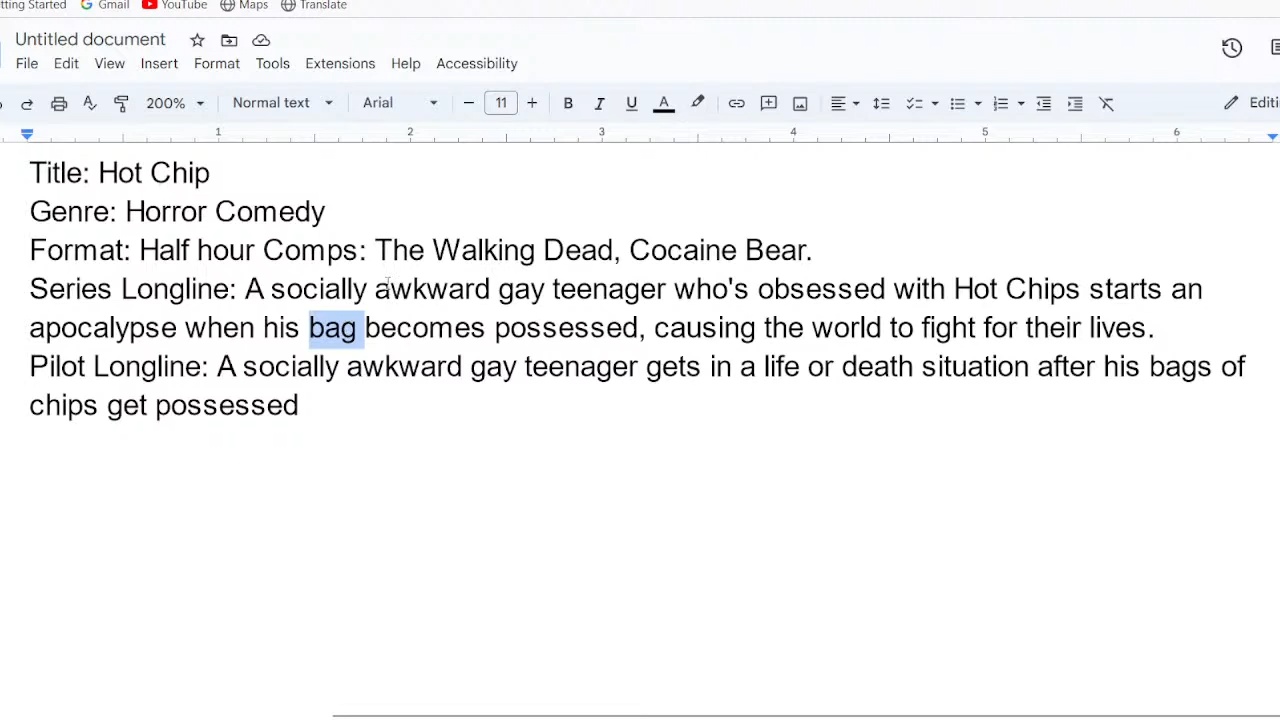 tting Started Gmail YouTube Maps Translate
Untitled document
File Edit View Insert Format Tools Extensions Help Accessibility
200% Normal text Arial 11 B I U A Editi
1 2 3 4 5 6
Title: Hot Chip
Genre: Horror Comedy
Format: Half hour Comps: The Walking Dead, Cocaine Bear.
Series Longline: A socially awkward gay teenager who's obsessed with Hot Chips starts an
apocalypse when his bag becomes possessed, causing the world to fight for their lives.
Pilot Longline: A socially awkward gay teenager gets in a life or death situation after his bags of
chips get possessed